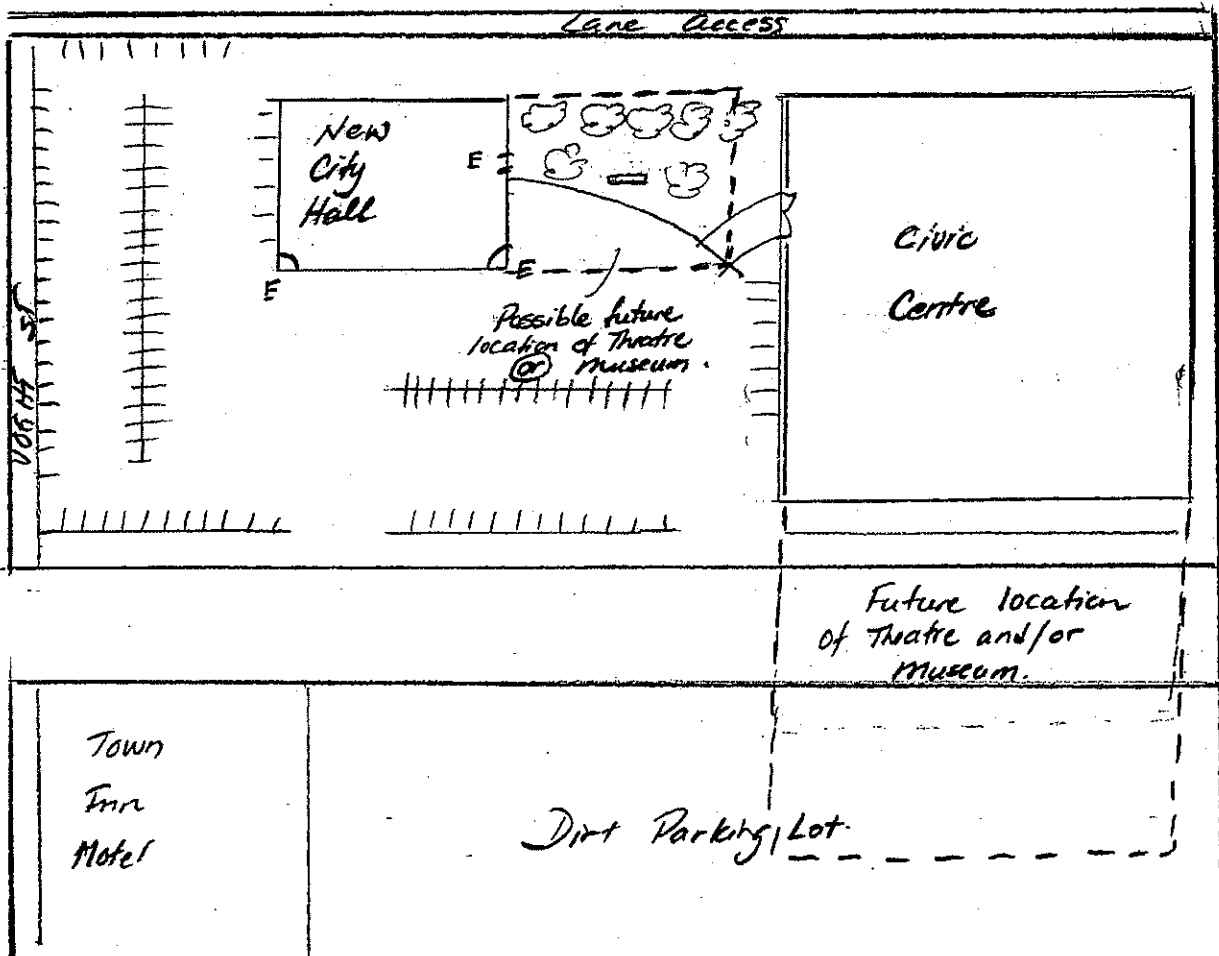 Lane Access
New
City
Hall
E
E
E
Civic
Centre
Possible future
location of Theatre
or museum.
Future location
of Theatre and/or
museum.
Town
Inn
Motel
Dirt Parking Lot.